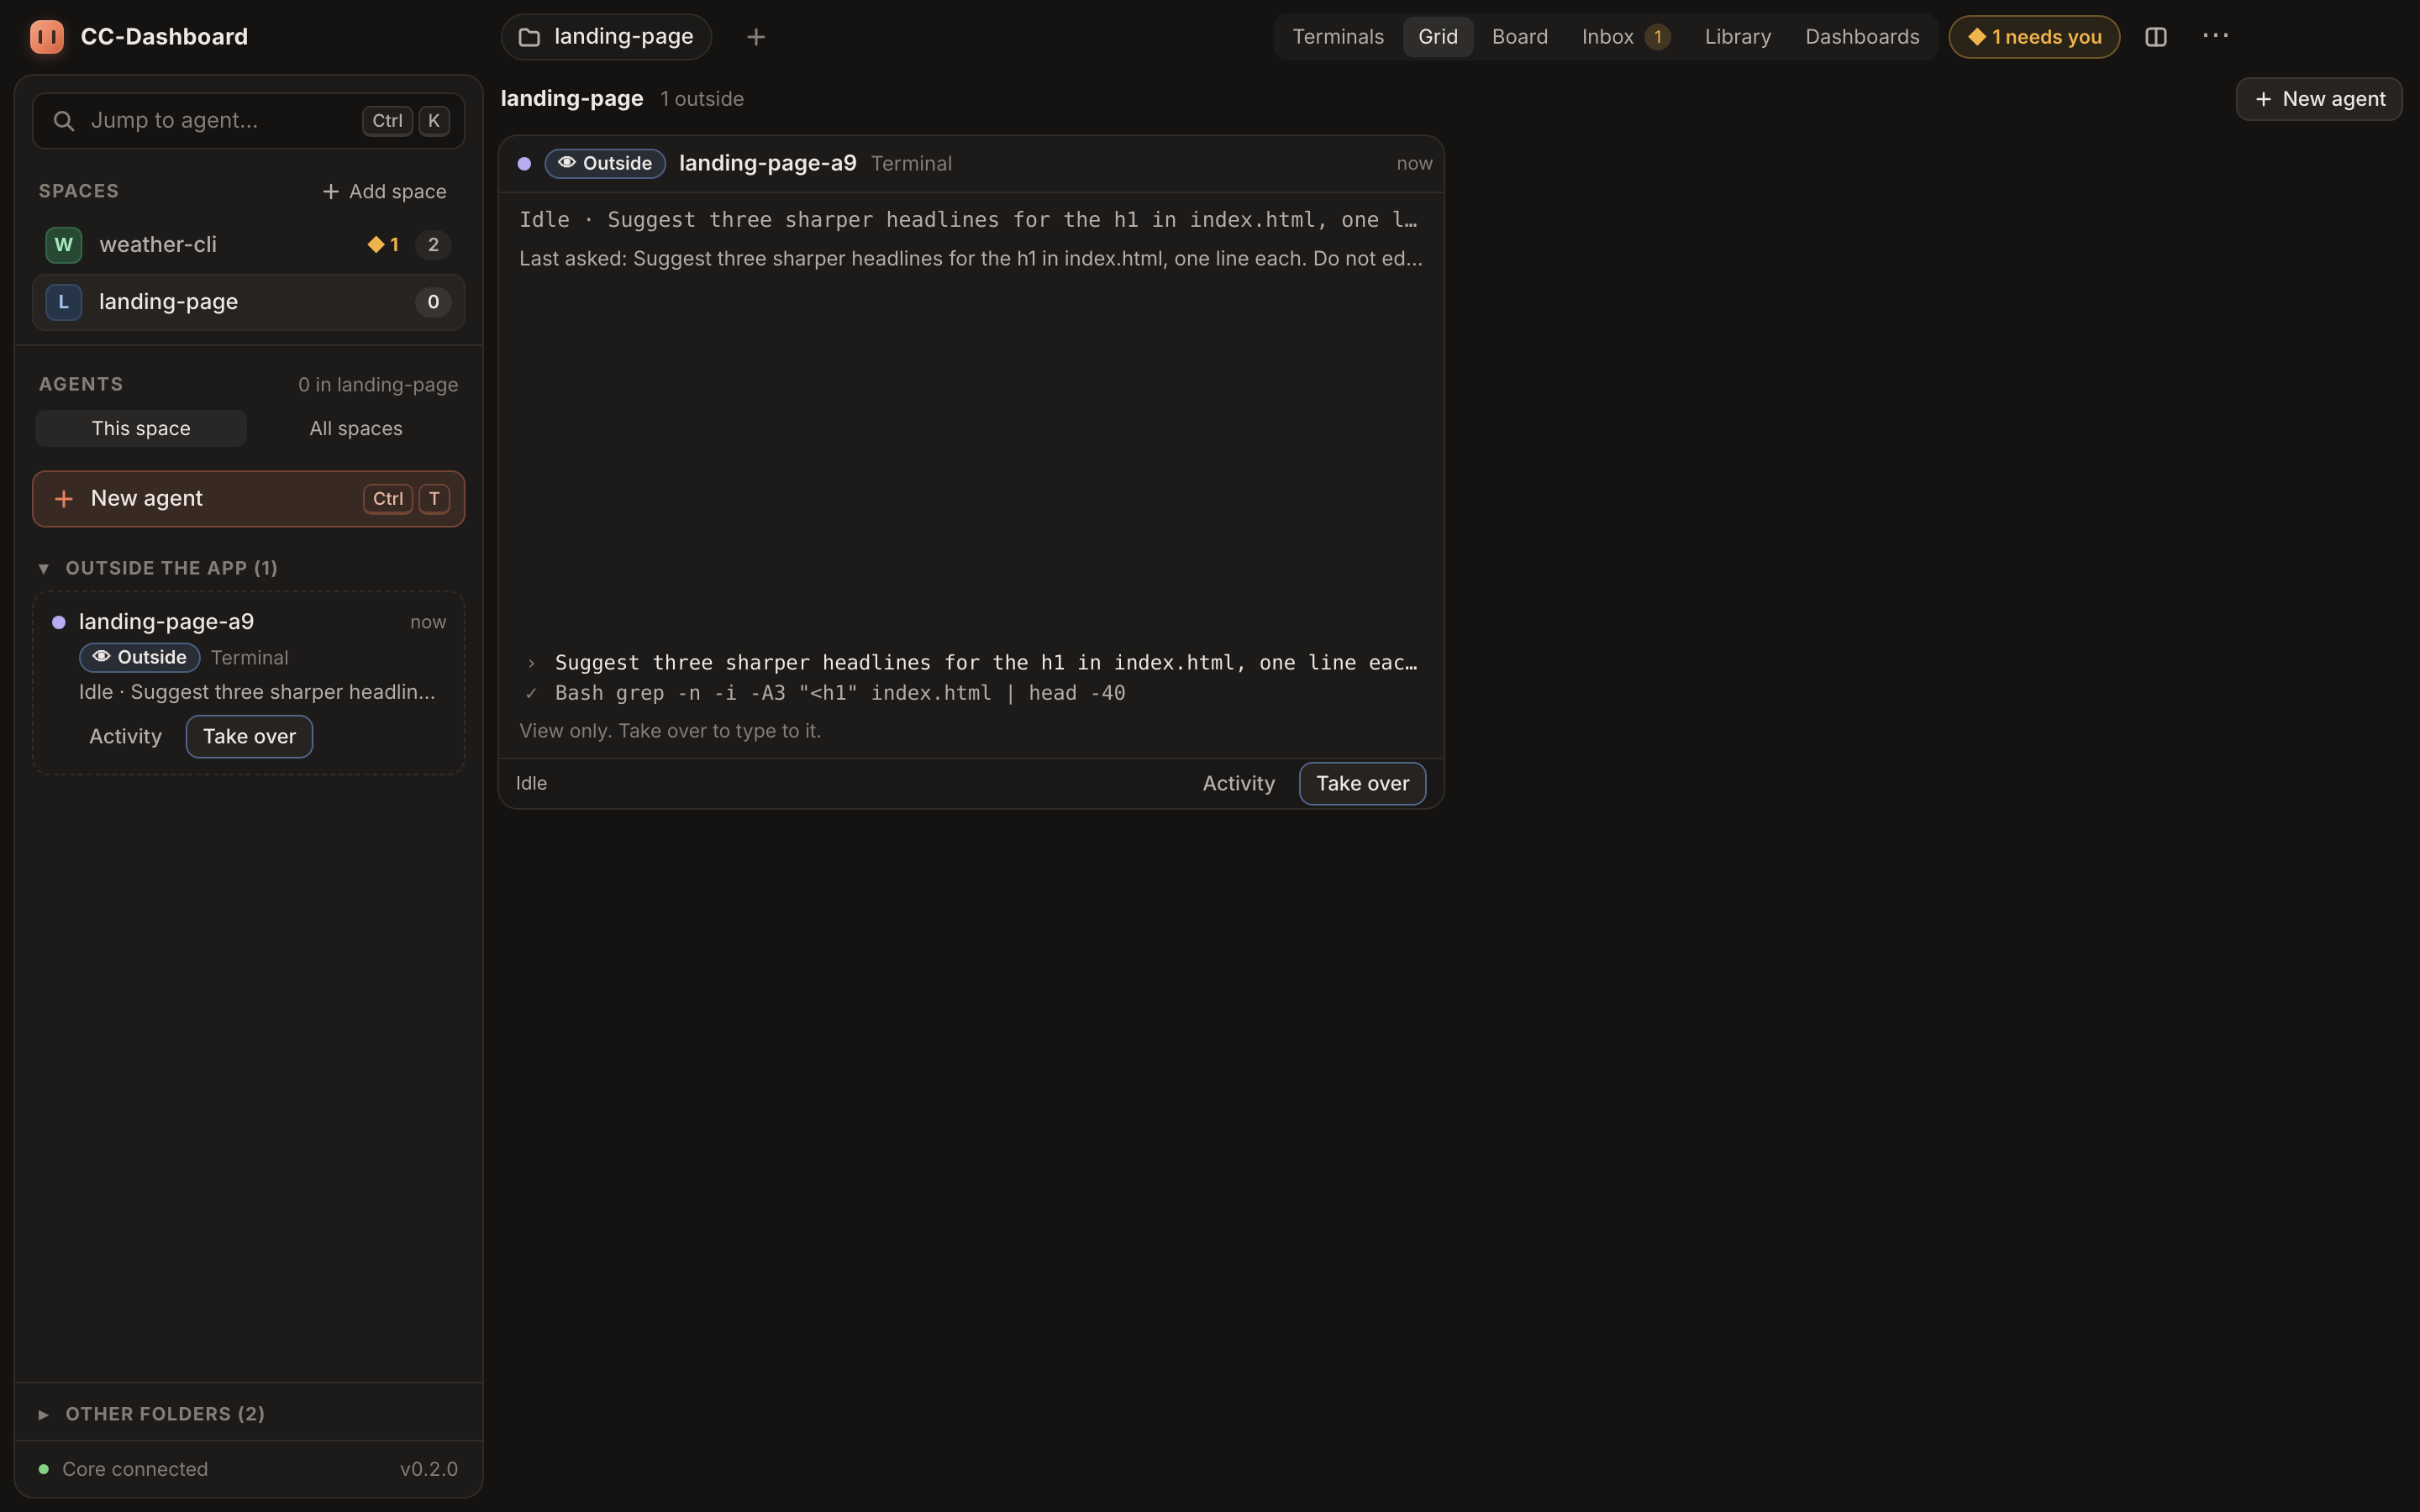 CC-Dashboard
landing-page
Terminals Grid Board Inbox 1 Library Dashboards
1 needs you
Jump to agent... Ctrl K
SPACES + Add space
W weather-cli 1 2
L landing-page 0
AGENTS 0 in landing-page
This space All spaces
+ New agent Ctrl T
▼ OUTSIDE THE APP (1)
landing-page-a9 now
Outside Terminal
Idle · Suggest three sharper headlin...
Activity Take over
▶ OTHER FOLDERS (2)
Core connected v0.2.0
landing-page 1 outside
+ New agent
Outside landing-page-a9 Terminal now
Idle · Suggest three sharper headlines for the h1 in index.html, one l…
Last asked: Suggest three sharper headlines for the h1 in index.html, one line each. Do not ed...
› Suggest three sharper headlines for the h1 in index.html, one line eac…
✓ Bash grep -n -i -A3 "<h1" index.html | head -40
View only. Take over to type to it.
Idle Activity Take over